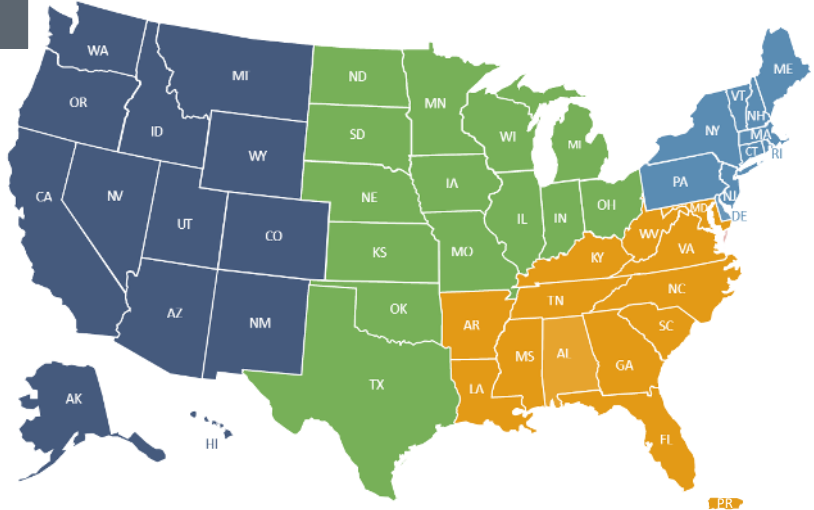 WA
OR
ID
MI
WY
CA
NV
UT
CO
AZ
NM
AK
HI
ND
SD
NE
KS
OK
TX
MN
IA
MO
WI
IL
MI
IN
OH
ME
VT
NH
NY
MA
CT
RI
PA
NJ
DE
MD
WV
VA
KY
NC
TN
SC
AR
MS
AL
GA
LA
FL
PR